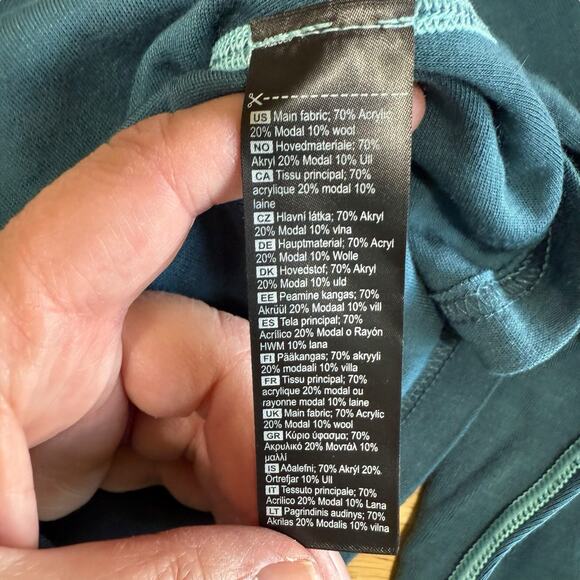 US Main fabric; 70% Acrylic
20% Modal 10% wool
NO Hovedmateriale; 70%
Akryl 20% Modal 10% Ull
CA Tissu principal; 70%
acrylique 20% modal 10%
laine
CZ Hlavní látka; 70% Akryl
20% Modal 10% vlna
DE Hauptmaterial; 70% Acryl
20% Modal 10% Wolle
DK Hovedstof; 70% Akryl
20% Modal 10% uld
EE Peamine kangas; 70%
Akrüül 20% Modaal 10% vill
ES Tela principal; 70%
Acrílico 20% Modal o Rayón
HWM 10% lana
FI Pääkangas; 70% akryyli
20% modaali 10% villa
FR Tissu principal; 70%
acrylique 20% modal ou
rayonne modal 10% laine
UK Main fabric; 70% Acrylic
20% Modal 10% wool
GR Κύριο ύφασμα; 70%
Ακρυλικό 20% Μοντάλ 10%
μαλλί
IS Aðalefni; 70% Akrýl 20%
Ortrefjar 10% Ull
IT Tessuto principale; 70%
Acrilico 20% Modal 10% Lana
LT Pagrindinis audinys; 70%
Akrilas 20% Modalis 10% vilna